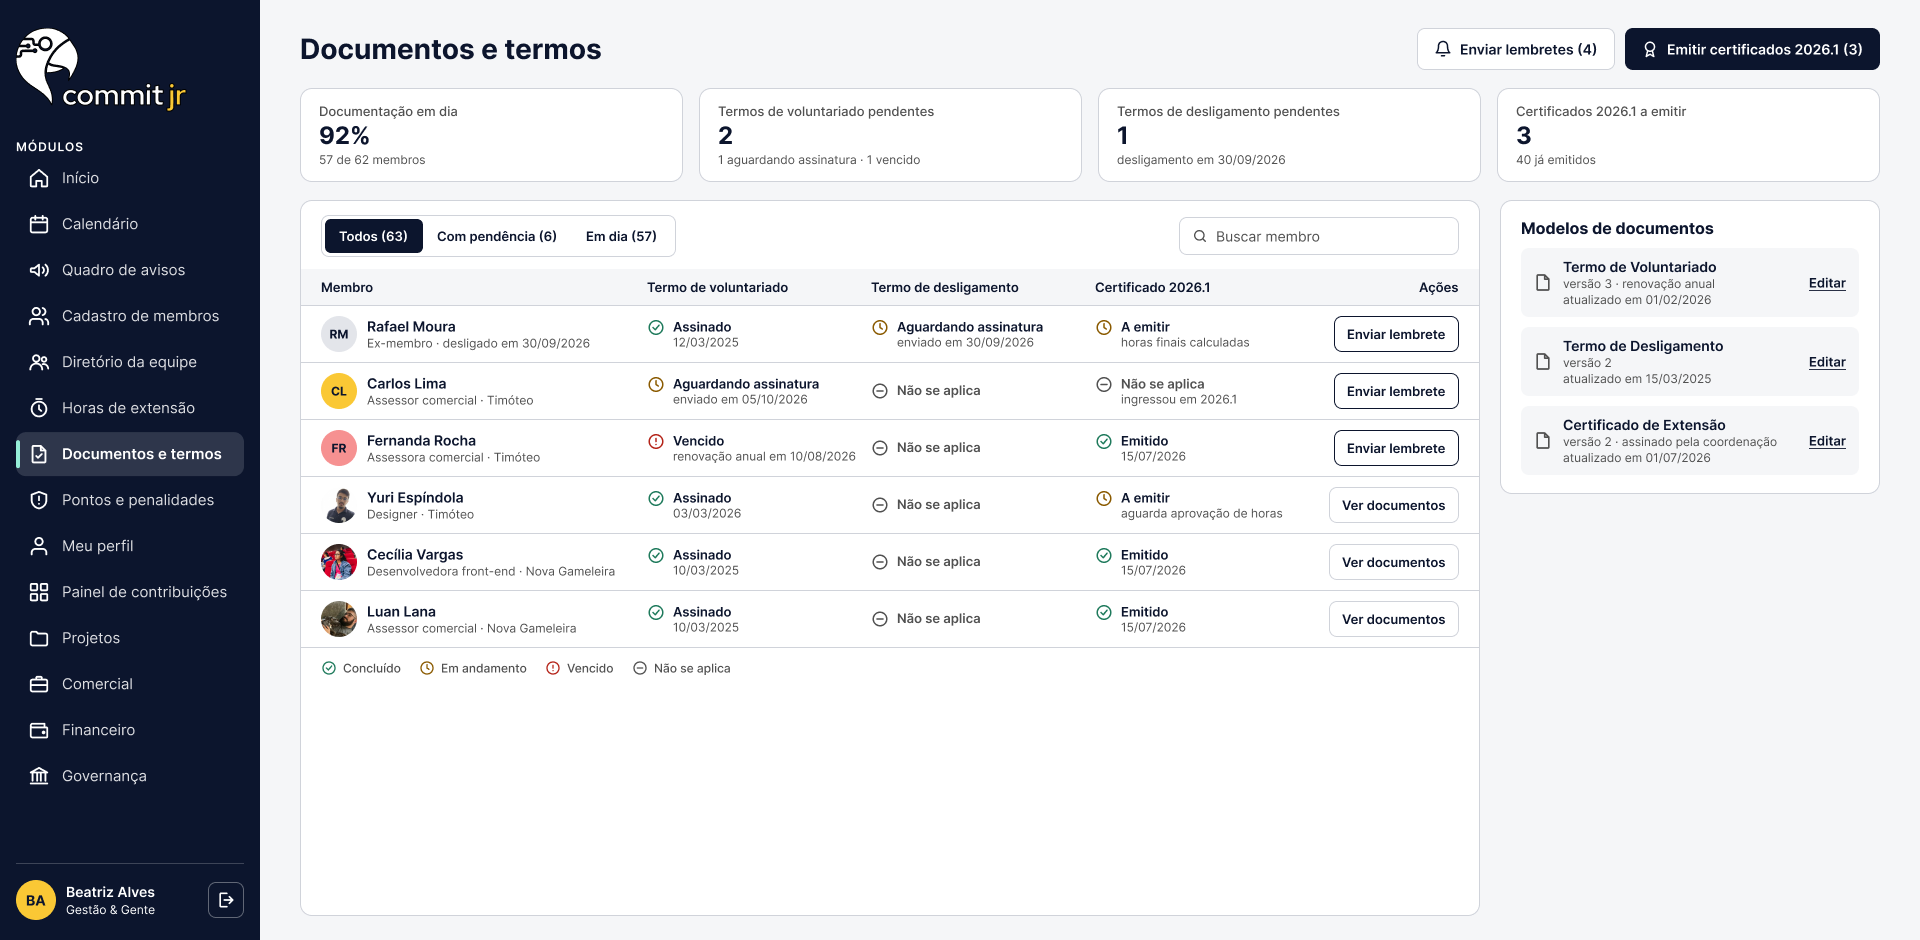 commit jr
MÓDULOS
Início
Calendário
Quadro de avisos
Cadastro de membros
Diretório da equipe
Horas de extensão
Documentos e termos
Pontos e penalidades
Meu perfil
Painel de contribuições
Projetos
Comercial
Financeiro
Governança
BA
Beatriz Alves
Gestão & Gente
Documentos e termos
Enviar lembretes (4)
Emitir certificados 2026.1 (3)
Documentação em dia
92%
57 de 62 membros
Termos de voluntariado pendentes
2
1 aguardando assinatura · 1 vencido
Termos de desligamento pendentes
1
desligamento em 30/09/2026
Certificados 2026.1 a emitir
3
40 já emitidos
Todos (63)
Com pendência (6)
Em dia (57)
Buscar membro
Membro
Termo de voluntariado
Termo de desligamento
Certificado 2026.1
Ações
RM
Rafael Moura
Ex-membro · desligado em 30/09/2026
Assinado
12/03/2025
Aguardando assinatura
enviado em 30/09/2026
A emitir
horas finais calculadas
Enviar lembrete
CL
Carlos Lima
Assessor comercial · Timóteo
Aguardando assinatura
enviado em 05/10/2026
Não se aplica
Não se aplica
ingressou em 2026.1
Enviar lembrete
FR
Fernanda Rocha
Assessora comercial · Timóteo
Vencido
renovação anual em 10/08/2026
Não se aplica
Emitido
15/07/2026
Enviar lembrete
Yuri Espíndola
Designer · Timóteo
Assinado
03/03/2026
Não se aplica
A emitir
aguarda aprovação de horas
Ver documentos
Cecília Vargas
Desenvolvedora front-end · Nova Gameleira
Assinado
10/03/2025
Não se aplica
Emitido
15/07/2026
Ver documentos
Luan Lana
Assessor comercial · Nova Gameleira
Assinado
10/03/2025
Não se aplica
Emitido
15/07/2026
Ver documentos
Concluído
Em andamento
Vencido
Não se aplica
Modelos de documentos
Termo de Voluntariado
versão 3 · renovação anual
atualizado em 01/02/2026
Editar
Termo de Desligamento
versão 2
atualizado em 15/03/2025
Editar
Certificado de Extensão
versão 2 · assinado pela coordenação
atualizado em 01/07/2026
Editar